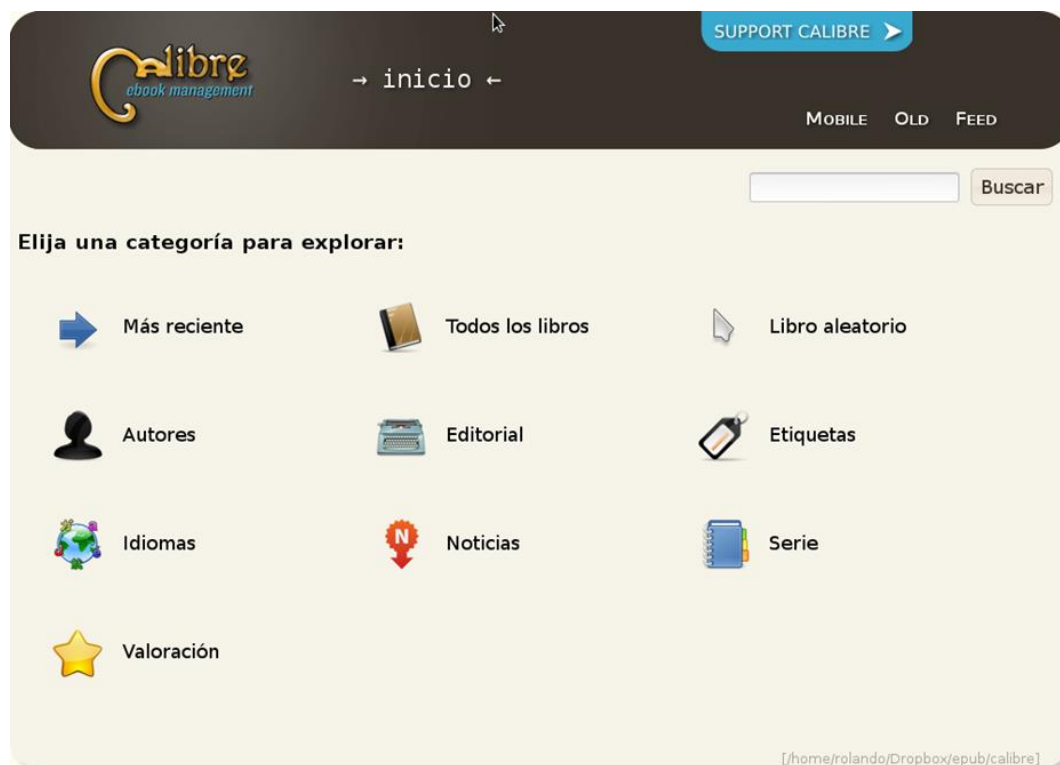 SUPPORT CALIBRE
calibre
ebook management
→ inicio ←
MOBILE OLD FEED
Buscar
Elija una categoría para explorar:
Más reciente Todos los libros Libro aleatorio
Autores Editorial Etiquetas
Idiomas N Noticias Serie
Valoración
[/home/rolando/Dropbox/epub/calibre]